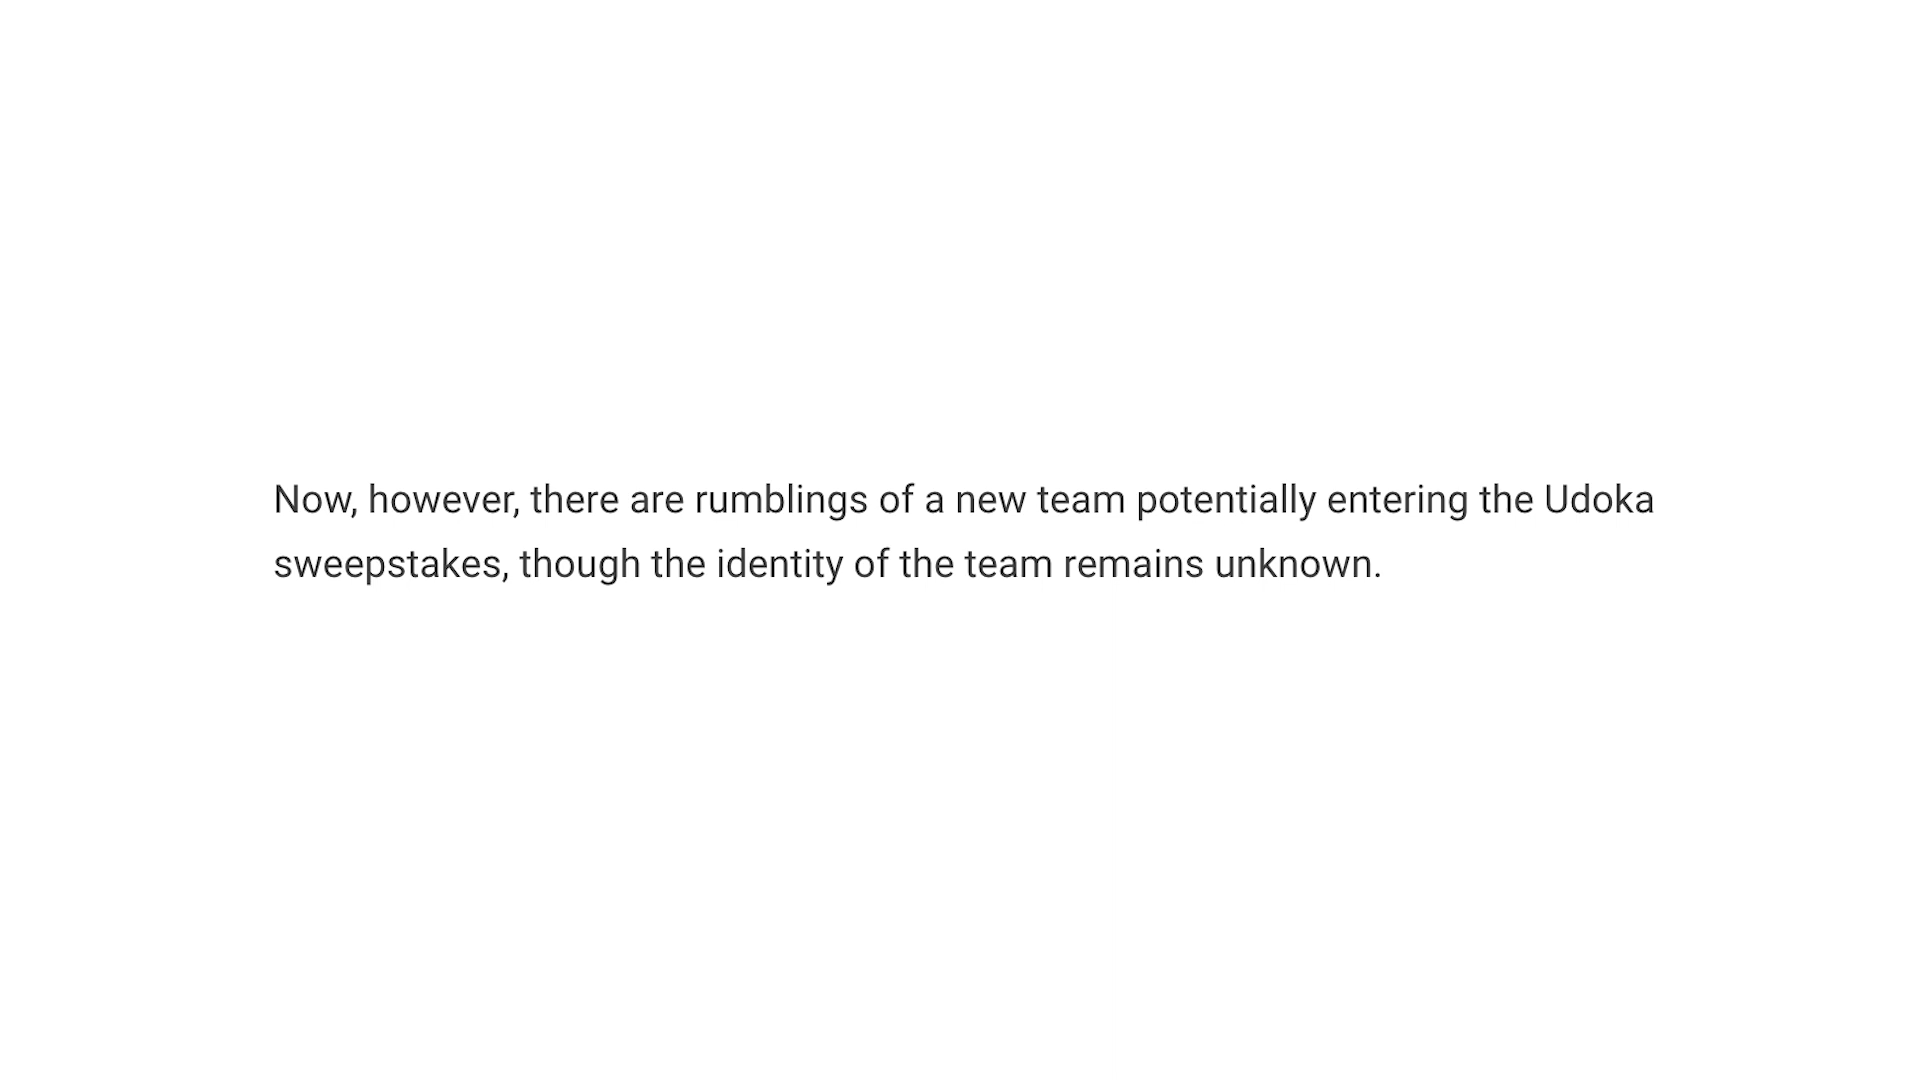 Now, however, there are rumblings of a new team potentially entering the Udoka
sweepstakes, though the identity of the team remains unknown.